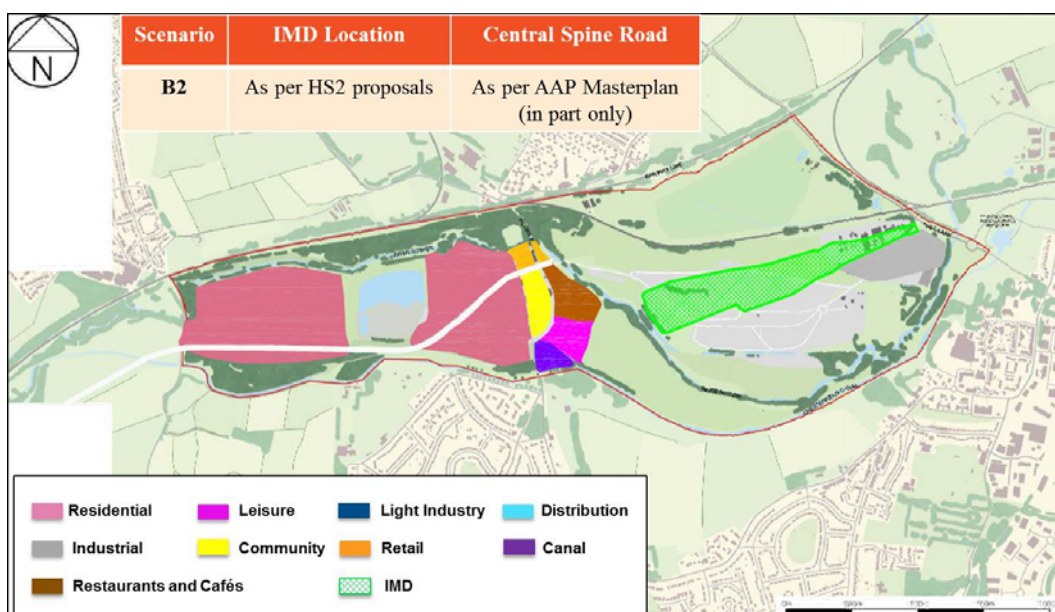 Scenario
IMD Location
Central Spine Road
B2
As per HS2 proposals
As per AAP Masterplan
(in part only)
N
Residential
Leisure
Light Industry
Distribution
Industrial
Community
Retail
Canal
Restaurants and Cafés
IMD